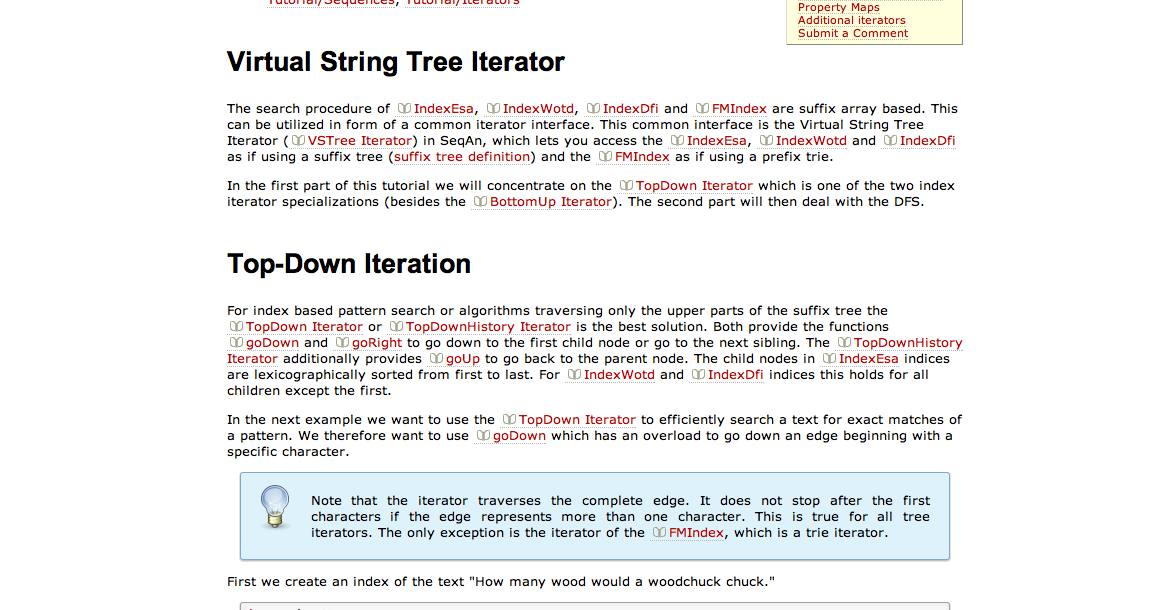 Tutorial/Sequences, Tutorial/Iterators
Property Maps
Additional iterators
Submit a Comment
Virtual String Tree Iterator
The search procedure of IndexEsa, IndexWotd, IndexDfi and FMIndex are suffix array based. This
can be utilized in form of a common iterator interface. This common interface is the Virtual String Tree
Iterator (VSTree Iterator) in SeqAn, which lets you access the IndexEsa, IndexWotd and IndexDfi
as if using a suffix tree (suffix tree definition) and the FMIndex as if using a prefix trie.
In the first part of this tutorial we will concentrate on the TopDown Iterator which is one of the two index
iterator specializations (besides the BottomUp Iterator). The second part will then deal with the DFS.
Top-Down Iteration
For index based pattern search or algorithms traversing only the upper parts of the suffix tree the
TopDown Iterator or TopDownHistory Iterator is the best solution. Both provide the functions
goDown and goRight to go down to the first child node or go to the next sibling. The TopDownHistory
Iterator additionally provides goUp to go back to the parent node. The child nodes in IndexEsa indices
are lexicographically sorted from first to last. For IndexWotd and IndexDfi indices this holds for all
children except the first.
In the next example we want to use the TopDown Iterator to efficiently search a text for exact matches of
a pattern. We therefore want to use goDown which has an overload to go down an edge beginning with a
specific character.
Note that the iterator traverses the complete edge. It does not stop after the first
characters if the edge represents more than one character. This is true for all tree
iterators. The only exception is the iterator of the FMIndex, which is a trie iterator.
First we create an index of the text "How many wood would a woodchuck chuck."